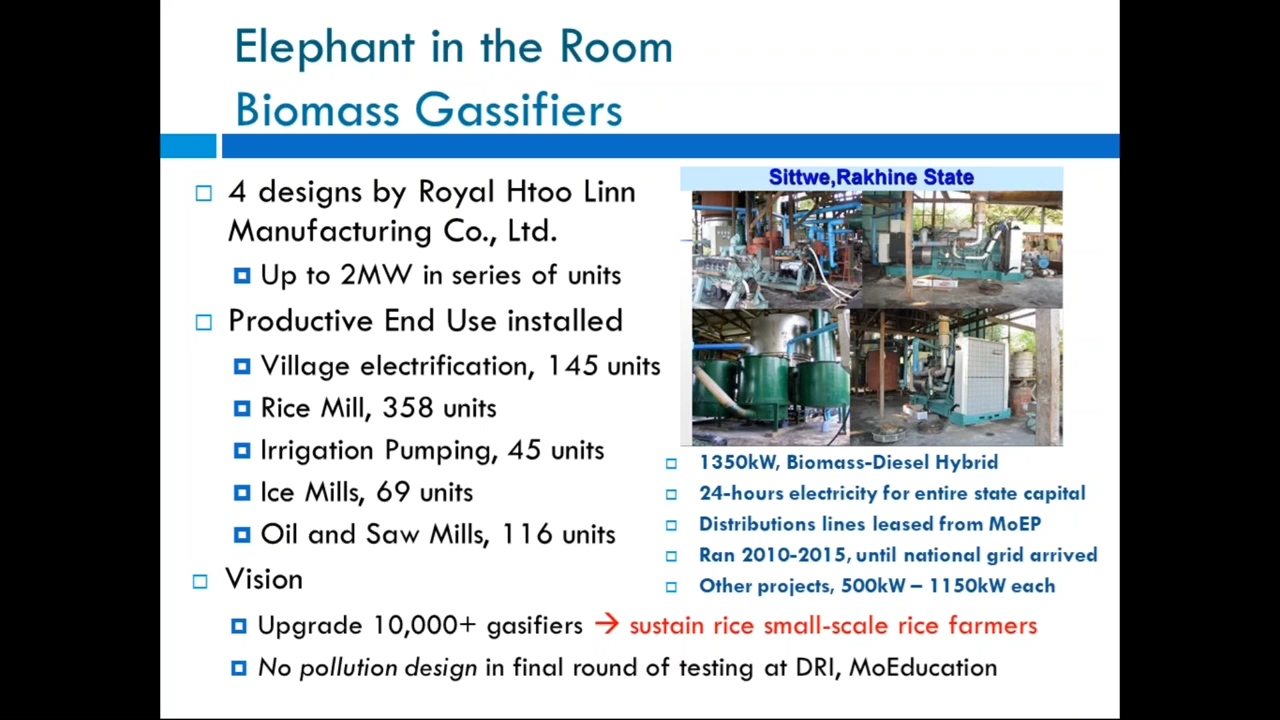 Elephant in the Room
Biomass Gassifiers
4 designs by Royal Htoo Linn
Manufacturing Co., Ltd.
Up to 2MW in series of units
Productive End Use installed
Village electrification, 145 units
Rice Mill, 358 units
Irrigation Pumping, 45 units
Ice Mills, 69 units
Oil and Saw Mills, 116 units
Vision
Upgrade 10,000+ gasifiers → sustain rice small-scale rice farmers
No pollution design in final round of testing at DRI, MoEducation
Sittwe,Rakhine State
1350kW, Biomass-Diesel Hybrid
24-hours electricity for entire state capital
Distributions lines leased from MoEP
Ran 2010-2015, until national grid arrived
Other projects, 500kW – 1150kW each